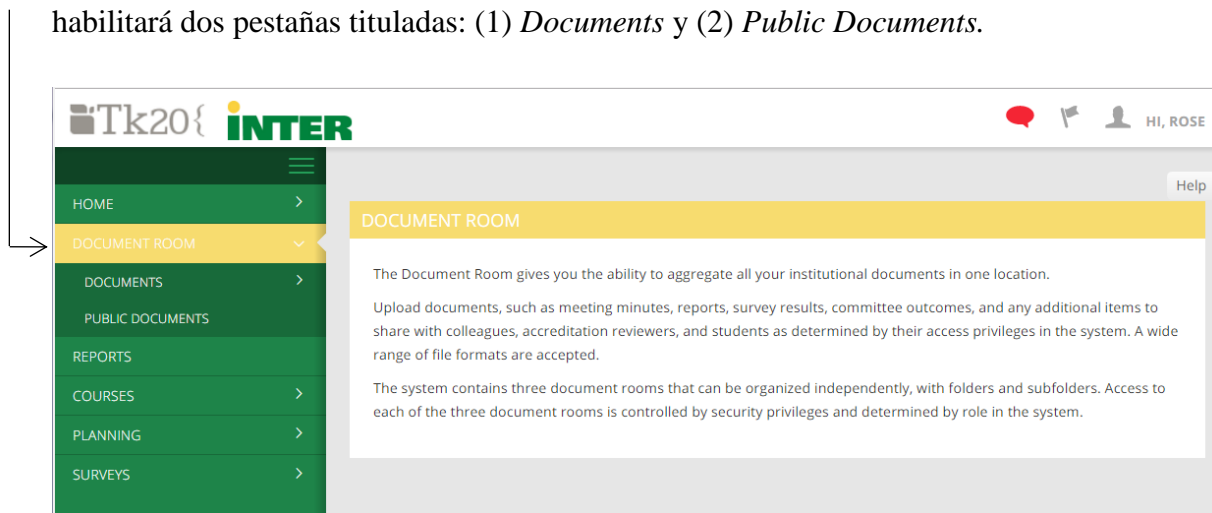 habilitará dos pestañas tituladas: (1) Documents y (2) Public Documents.
Tk20{ INTER
HI, ROSE
Help
HOME
DOCUMENT ROOM
DOCUMENTS
PUBLIC DOCUMENTS
REPORTS
COURSES
PLANNING
SURVEYS
DOCUMENT ROOM
The Document Room gives you the ability to aggregate all your institutional documents in one location.
Upload documents, such as meeting minutes, reports, survey results, committee outcomes, and any additional items to
share with colleagues, accreditation reviewers, and students as determined by their access privileges in the system. A wide
range of file formats are accepted.
The system contains three document rooms that can be organized independently, with folders and subfolders. Access to
each of the three document rooms is controlled by security privileges and determined by role in the system.